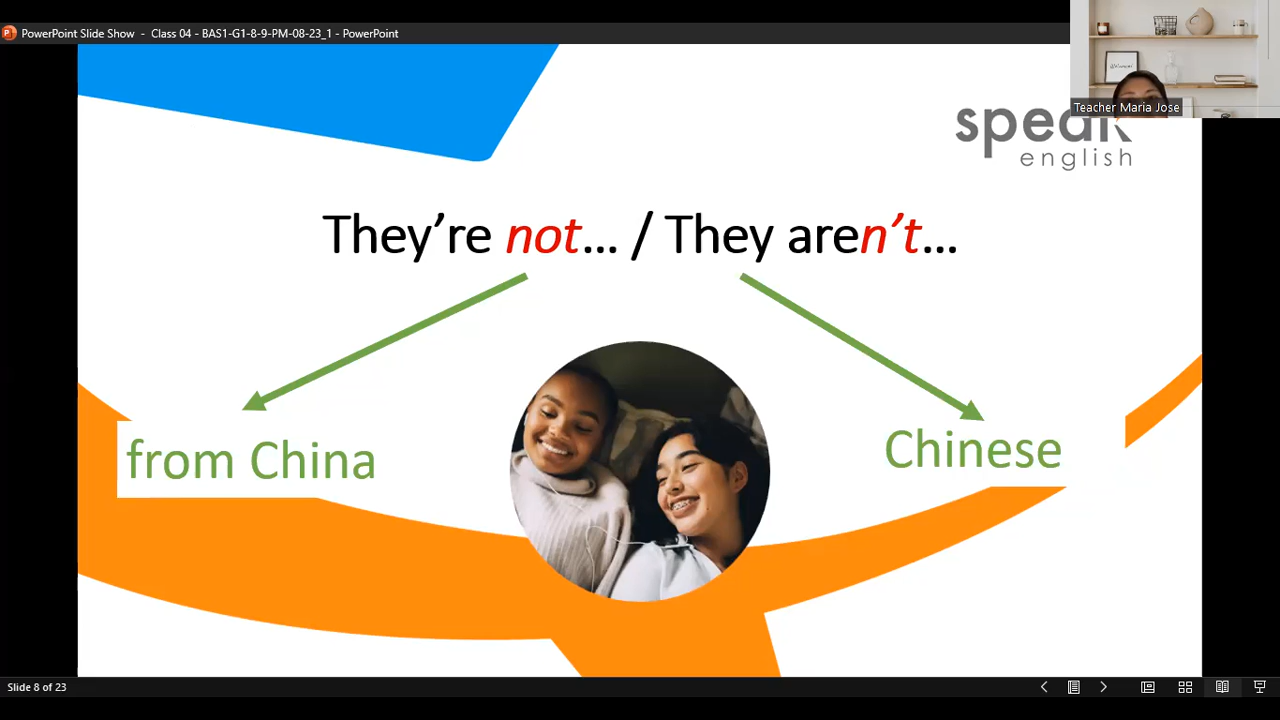 PowerPoint Slide Show - Class 04 - BAS1-G1-8-9-PM-08-23_1 - PowerPoint
Teacher Maria Jose
speak
english
They're not... / They aren't...
from China
Chinese
Slide 8 of 23